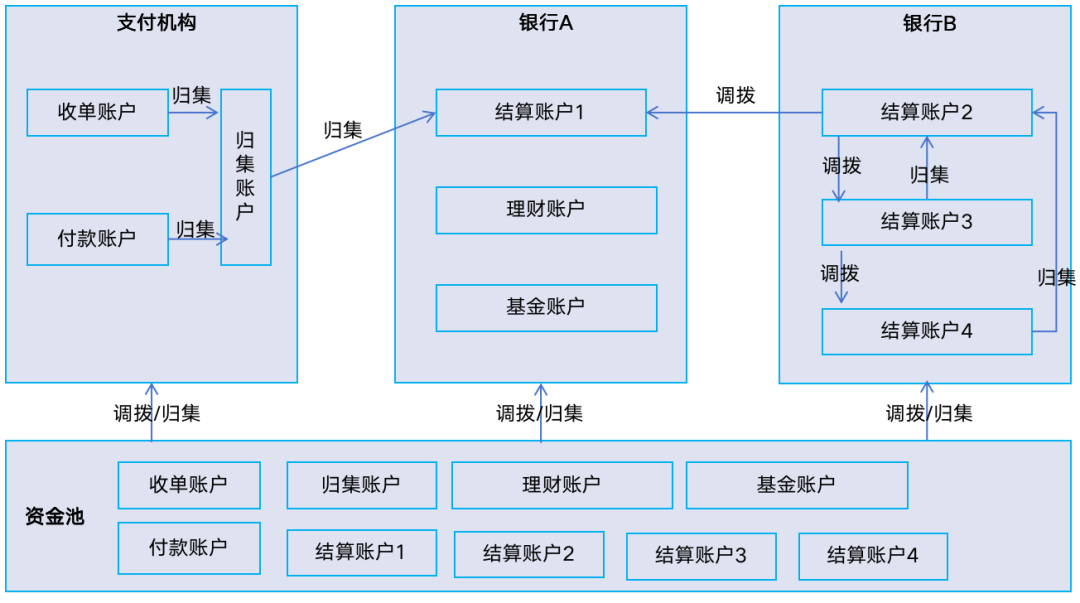 支付机构
收单账户
归集
付款账户
归集
归集账户
归集
银行A
结算账户1
理财账户
基金账户
调拨
银行B
结算账户2
调拨
归集
结算账户3
调拨
归集
结算账户4
调拨/归集
调拨/归集
调拨/归集
资金池
收单账户
归集账户
理财账户
基金账户
付款账户
结算账户1
结算账户2
结算账户3
结算账户4